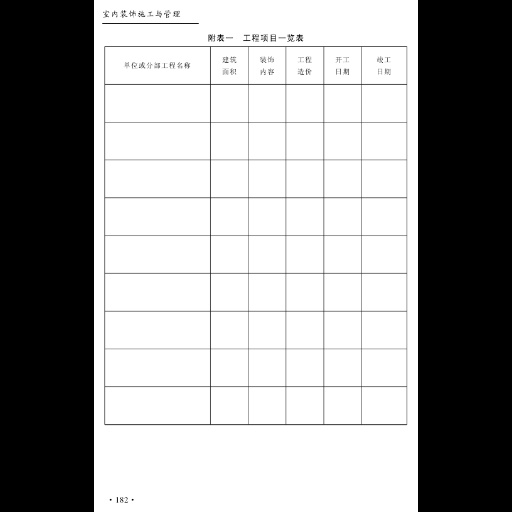 室内装饰施工与管理
附表一 工程项目一览表
单位或分部工程名称 建筑面积 装饰内容 工程造价 开工日期 竣工日期
· 182 ·